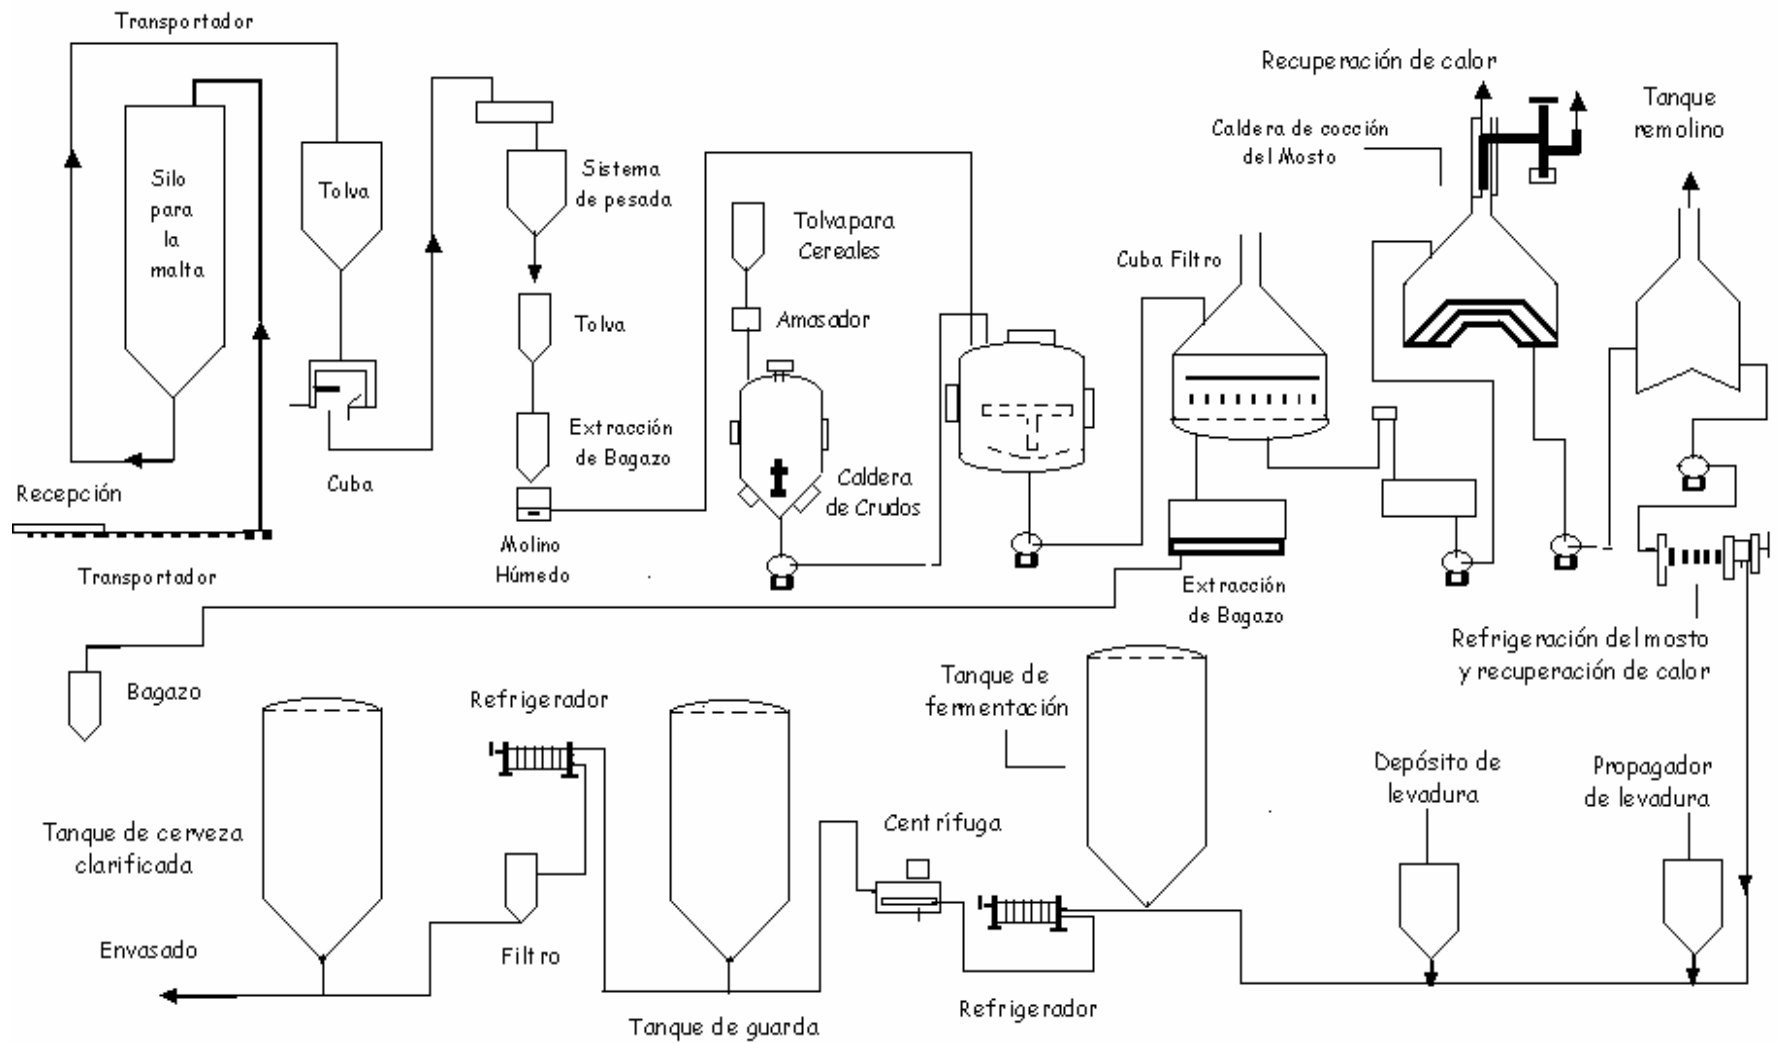 Transportador
Recuperación de calor
Tanque
remolino
Caldera de cocción
del Mosto
Silo
para
la
malta
Tolva
Sistema
de pesada
Tolva para
Cereales
Cuba Filtro
Tolva
Amasador
Extracción
de Bagazo
Cuba
Caldera
de Crudos
Recepción
Molino
Húmedo
Transportador
Extracción
de Bagazo
Refrigeración del mosto
y recuperación de calor
Bagazo
Refrigerador
Tanque de
fermentación
Depósito de
levadura
Propagador
de levadura
Tanque de cerveza
clarificada
Centrífuga
Envasado
Filtro
Refrigerador
Tanque de guarda